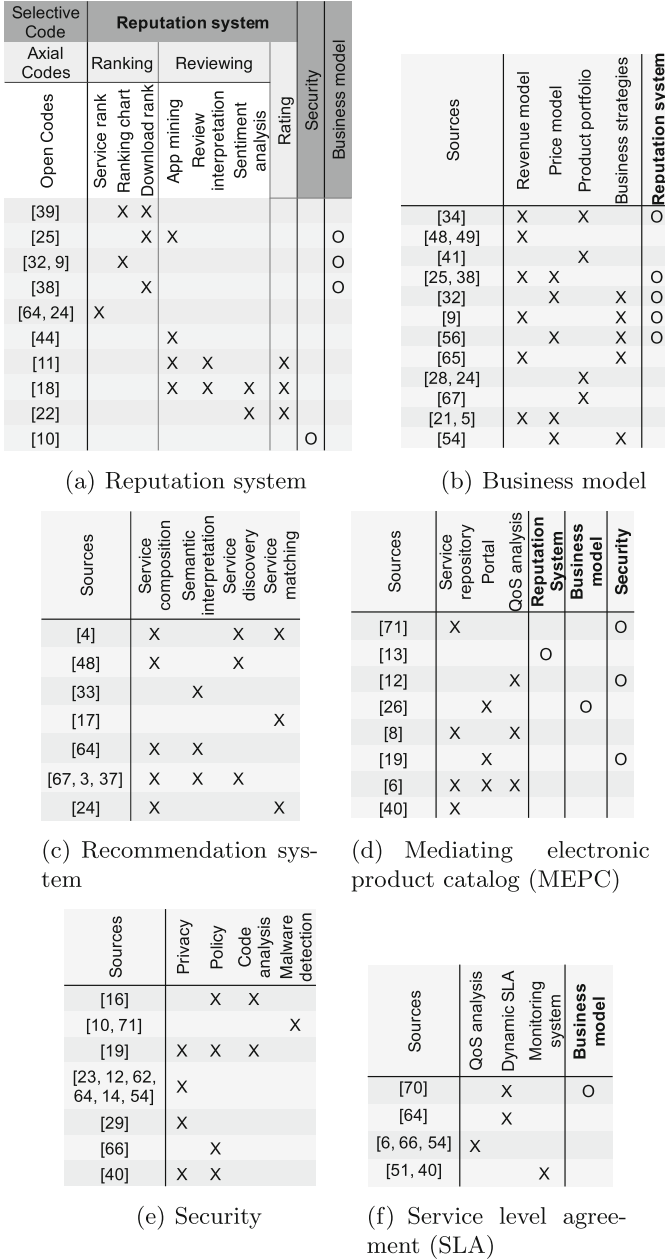 Selective Code Reputation system Security Business model
Axial Codes Ranking Reviewing Rating
Open Codes Service rank Ranking chart Download rank App mining Review interpretation Sentiment analysis
[39] X X
[25] X X O
[32, 9] X O
[38] X O
[64, 24] X
[44] X
[11] X X X
[18] X X X X
[22] X X
[10] O
(a) Reputation system
Sources Revenue model Price model Product portfolio Business strategies Reputation system
[34] X X O
[48, 49] X
[41] X
[25, 38] X X O
[32] X X O
[9] X X O
[56] X X O
[65] X X
[28, 24] X
[67] X
[21, 5] X X
[54] X X
(b) Business model
Sources Service composition Semantic interpretation Service discovery Service matching
[4] X X X
[48] X X
[33] X
[17] X
[64] X X
[67, 3, 37] X X X
[24] X X
(c) Recommendation sys-
tem
Sources Service repository Portal QoS analysis Reputation System Business model Security
[71] X O
[13] O
[12] X O
[26] X O
[8] X X
[19] X O
[6] X X X
[40] X
(d) Mediating electronic
product catalog (MEPC)
Sources Privacy Policy Code analysis Malware detection
[16] X X
[10, 71] X
[19] X X X
[23, 12, 62,
64, 14, 54] X
[29] X
[66] X
[40] X X
(e) Security
Sources QoS analysis Dynamic SLA Monitoring system Business model
[70] X O
[64] X
[6, 66, 54] X
[51, 40] X
(f) Service level agree-
ment (SLA)